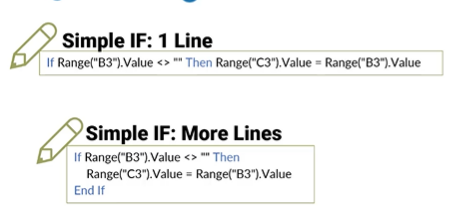 Simple IF: 1 Line
If Range("B3").Value <> "" Then Range("C3").Value = Range("B3").Value
Simple IF: More Lines
If Range("B3").Value <> "" Then
Range("C3").Value = Range("B3").Value
End If